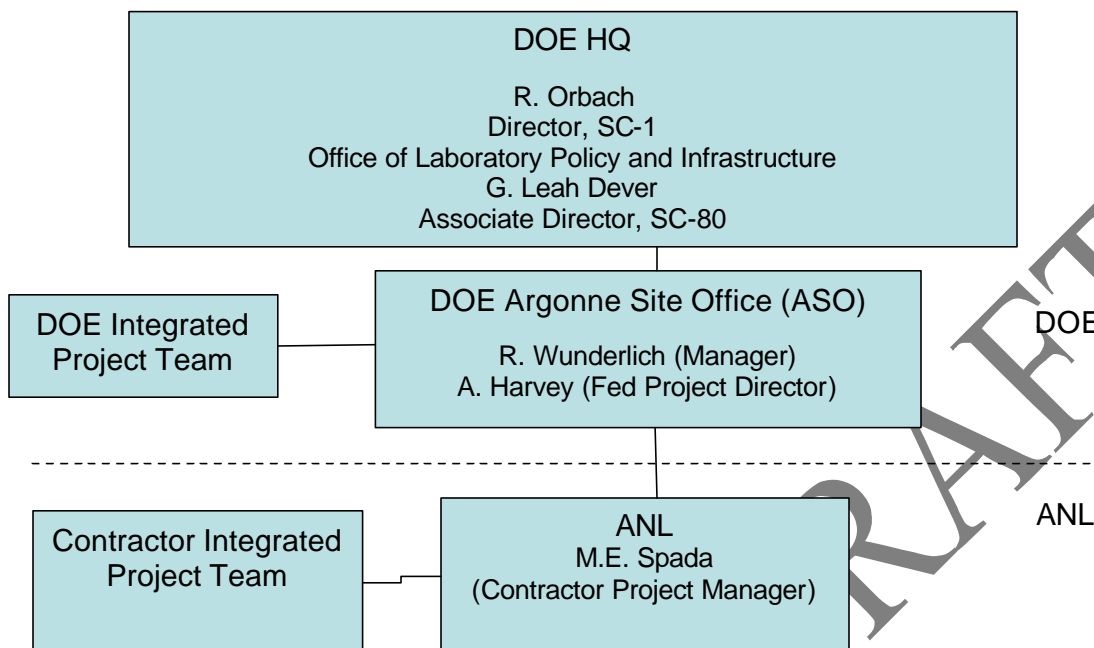 DOE HQ
R. Orbach
Director, SC-1
Office of Laboratory Policy and Infrastructure
G. Leah Dever
Associate Director, SC-80
DOE Argonne Site Office (ASO)
R. Wunderlich (Manager)
A. Harvey (Fed Project Director)
DOE Integrated
Project Team
DOE
ANL
M.E. Spada
(Contractor Project Manager)
Contractor Integrated
Project Team
ANL
RAFT